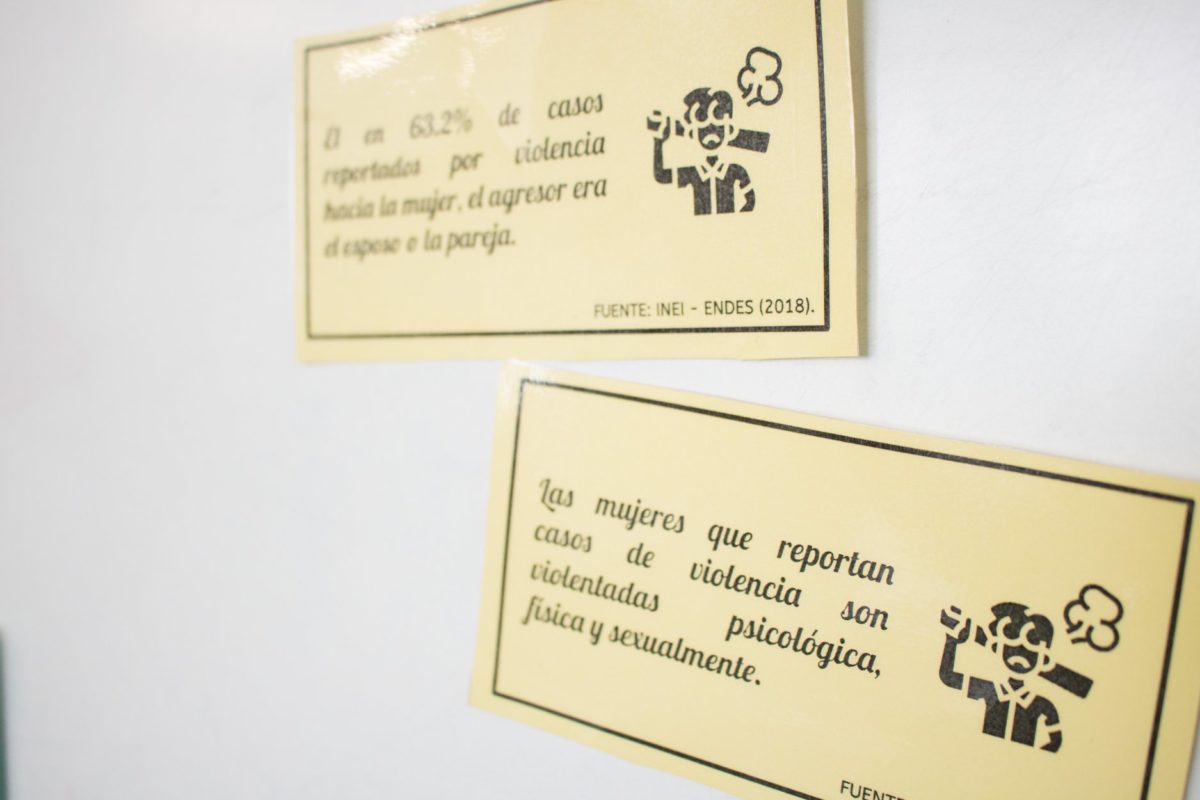 El en 63.2% de casos
reportados por violencia
hacia la mujer, el agresor era
el esposo o la pareja.
FUENTE: INEI - ENDES (2018).
Las mujeres que reportan
casos de violencia son
violentadas psicológica,
física y sexualmente.